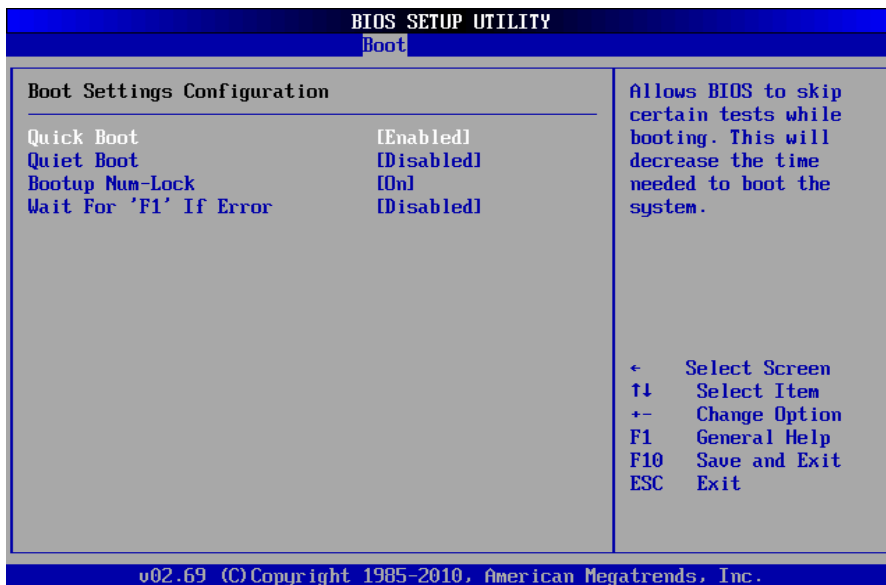 BIOS SETUP UTILITY
Boot
Boot Settings Configuration
Quick Boot [Enabled]
Quiet Boot [Disabled]
Bootup Num-Lock [On]
Wait For 'F1' If Error [Disabled]
Allows BIOS to skip
certain tests while
booting. This will
decrease the time
needed to boot the
system.
← Select Screen
↑↓ Select Item
+- Change Option
F1 General Help
F10 Save and Exit
ESC Exit
v02.69 (C)Copyright 1985-2010, American Megatrends, Inc.